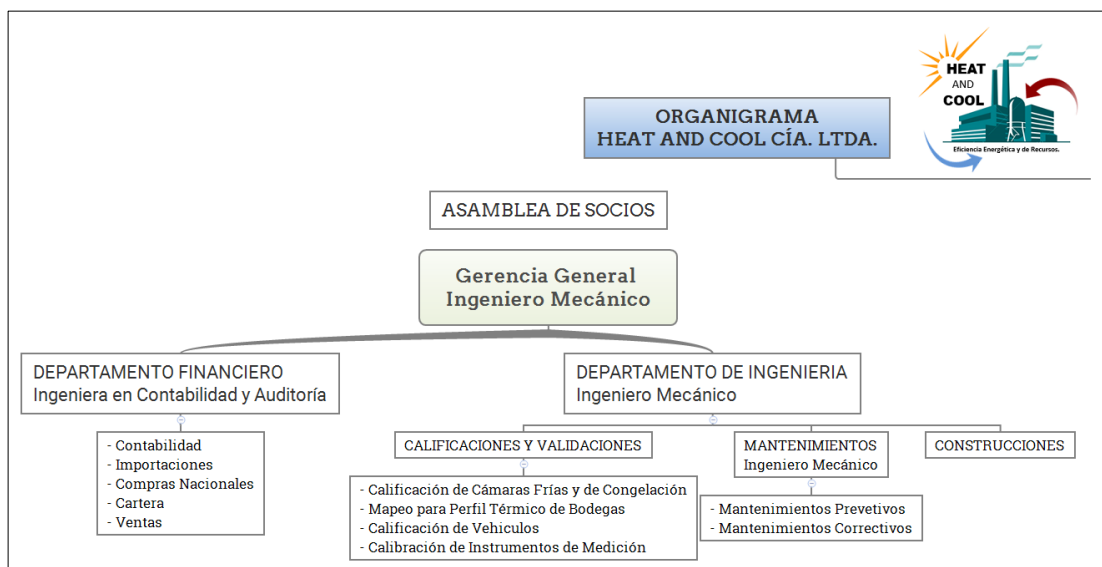 HEAT
AND
COOL
Eficiencia Energética y de Recursos.
ORGANIGRAMA
HEAT AND COOL CÍA. LTDA.
ASAMBLEA DE SOCIOS
Gerencia General
Ingeniero Mecánico
DEPARTAMENTO FINANCIERO
Ingeniera en Contabilidad y Auditoría
- Contabilidad
- Importaciones
- Compras Nacionales
- Cartera
- Ventas
DEPARTAMENTO DE INGENIERIA
Ingeniero Mecánico
CALIFICACIONES Y VALIDACIONES
- Calificación de Cámaras Frías y de Congelación
- Mapeo para Perfil Térmico de Bodegas
- Calificación de Vehiculos
- Calibración de Instrumentos de Medición
MANTENIMIENTOS
Ingeniero Mecánico
- Mantenimientos Prevetivos
- Mantenimientos Correctivos
CONSTRUCCIONES